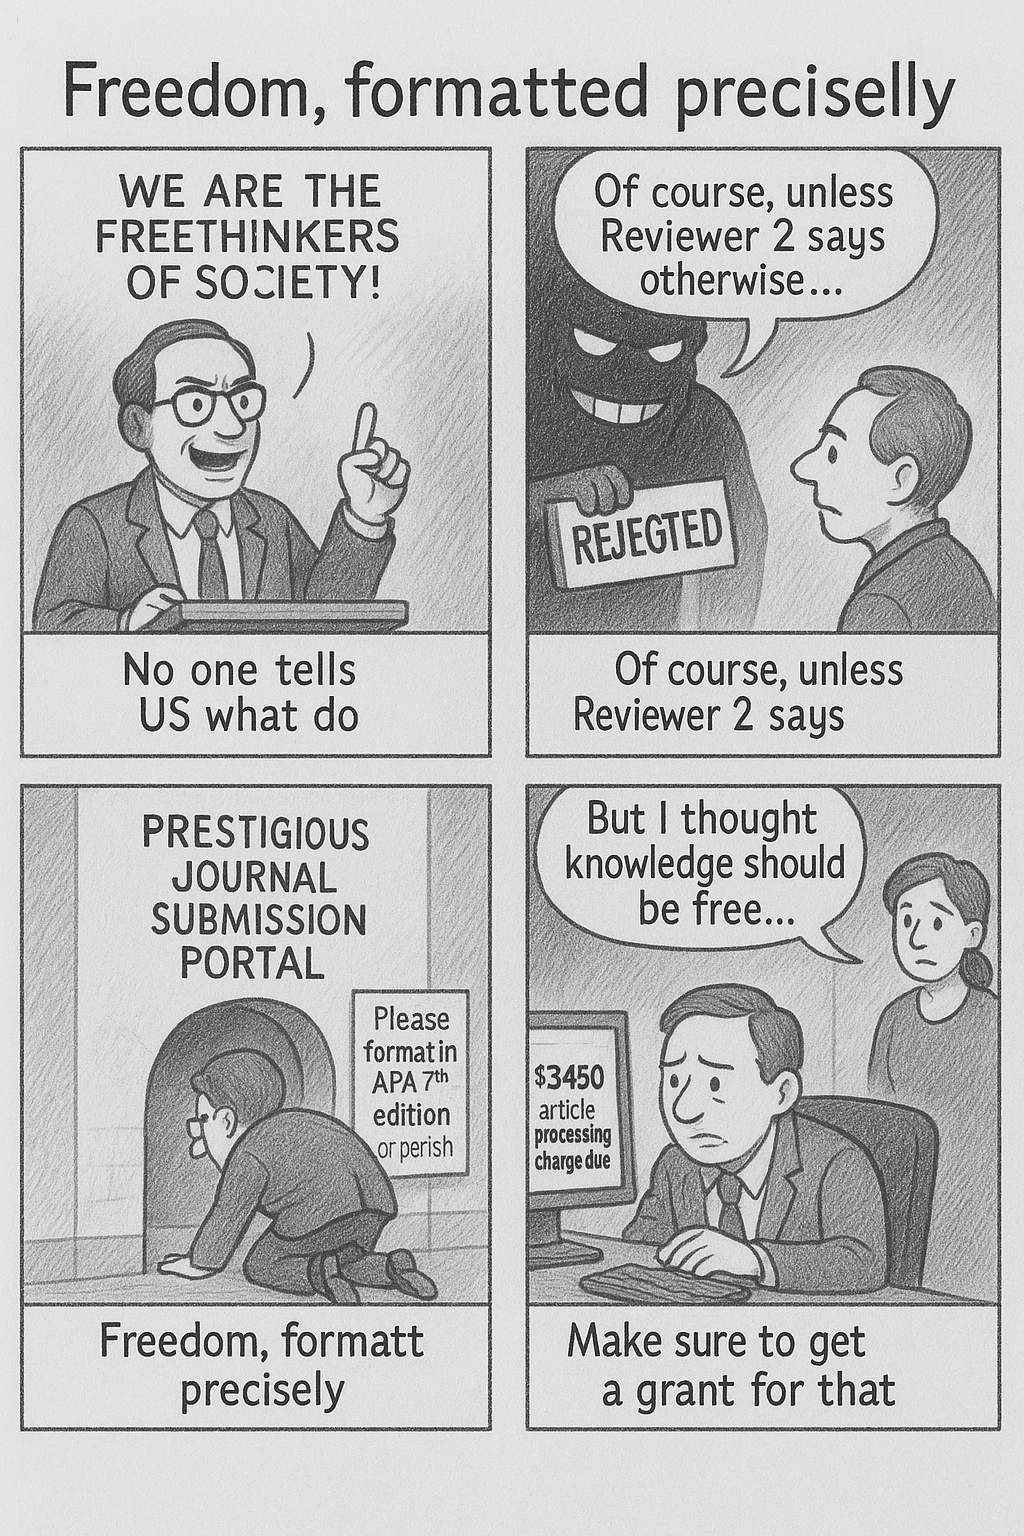 Freedom, formatted preciselly
WE ARE THE
FREETHINKERS
OF SOCIETY!
No one tells
US what do
Of course, unless
Reviewer 2 says
otherwise...
REJEGTED
Of course, unless
Reviewer 2 says
PRESTIGIOUS
JOURNAL
SUBMISSION
PORTAL
Please
format in
APA 7th
edition
or perish
Freedom, formatt
precisely
But I thought
knowledge should
be free...
$3450
article
processing
charge due
Make sure to get
a grant for that